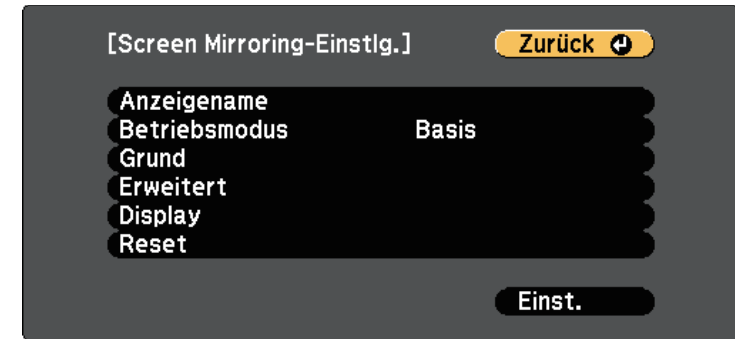 [Screen Mirroring-Einstlg.] Zurück
Anzeigename
Betriebsmodus Basis
Grund
Erweitert
Display
Reset
Einst.